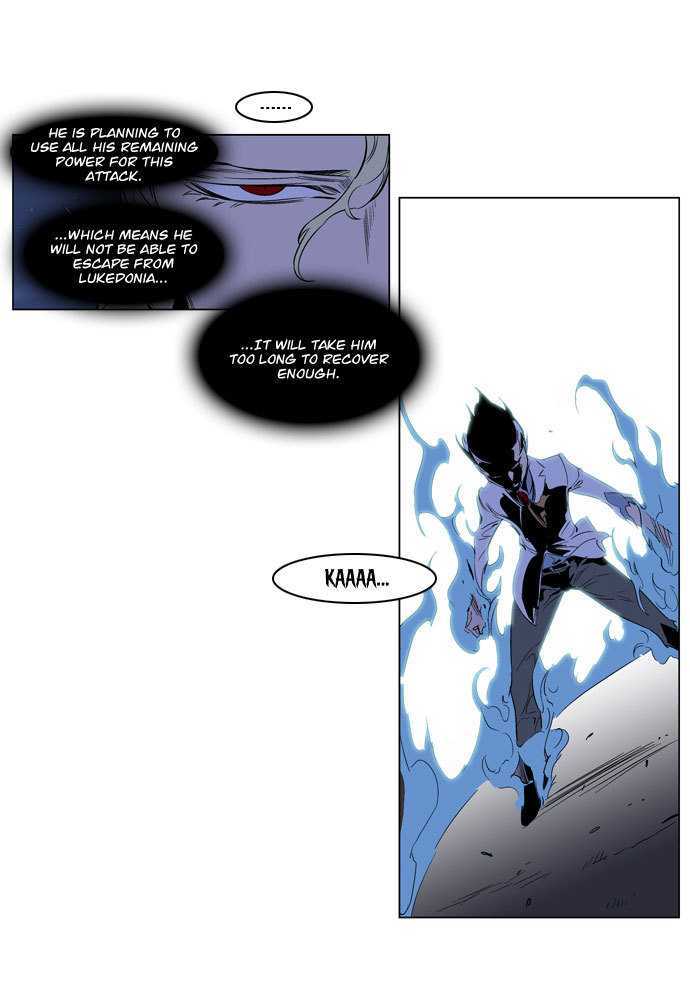 ......
HE IS PLANNING TO
USE ALL HIS REMAINING
POWER FOR THIS
ATTACK.
...WHICH MEANS HE
WILL NOT BE ABLE TO
ESCAPE FROM
LUKEDONIA...
...IT WILL TAKE HIM
TOO LONG TO RECOVER
ENOUGH.
KAAAA...